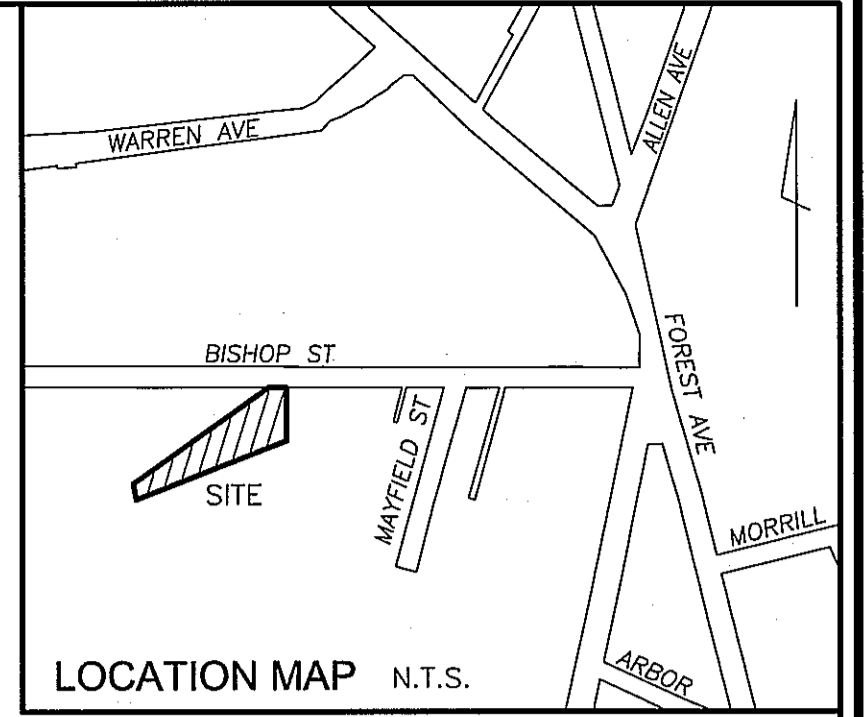 WARREN AVE
ALLEN AVE
BISHOP ST
FOREST AVE
MAYFIELD ST
SITE
MORRILL
ARBOR
LOCATION MAP N.T.S.